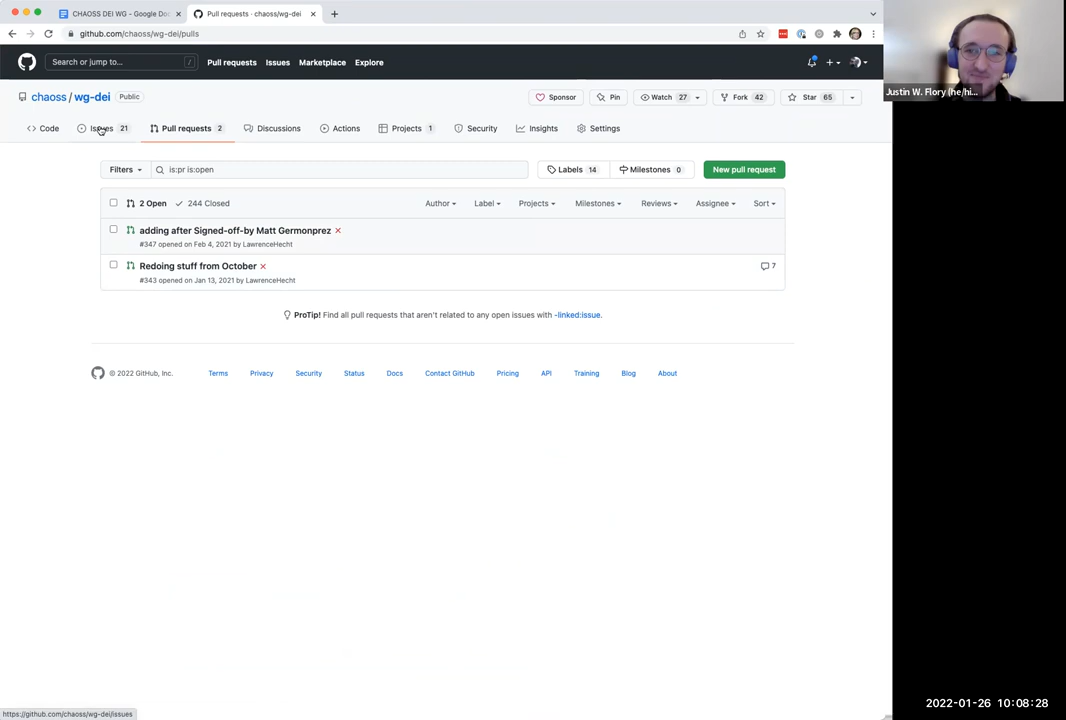 CHAOSS DEI WG - Google Doc
Pull requests · chaoss/wg-dei
github.com/chaoss/wg-dei/pulls
Search or jump to... /
Pull requests Issues Marketplace Explore
chaoss / wg-dei Public
Sponsor Pin Watch 27 Fork 42 Star 65
Code Issues 21 Pull requests 2 Discussions Actions Projects 1 Security Insights Settings
Filters is:pr is:open Labels 14 Milestones 0 New pull request
2 Open 244 Closed Author Label Projects Milestones Reviews Assignee Sort
adding after Signed-off-by Matt Germonprez
#347 opened on Feb 4, 2021 by LawrenceHecht
Redoing stuff from October 7
#343 opened on Jan 13, 2021 by LawrenceHecht
ProTip! Find all pull requests that aren't related to any open issues with -linked:issue.
© 2022 GitHub, Inc. Terms Privacy Security Status Docs Contact GitHub Pricing API Training Blog About
https://github.com/chaoss/wg-dei/issues
Justin W. Flory (he/hi...
2022-01-26 10:08:28